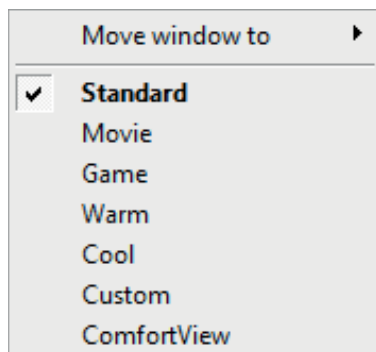 Move window to
Standard
Movie
Game
Warm
Cool
Custom
ComfortView